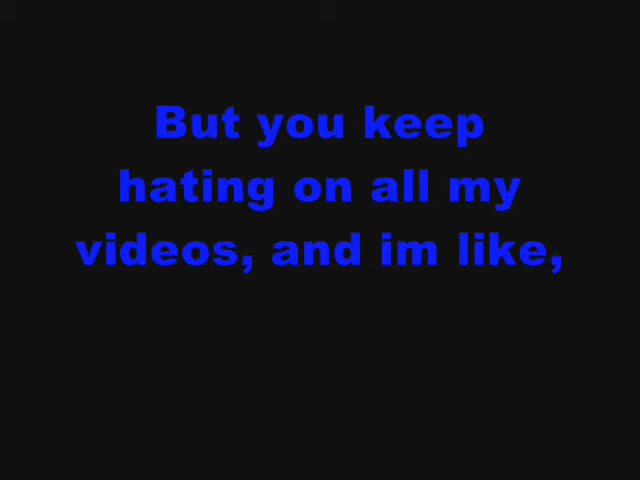 But you keep
hating on all my
videos, and im like,